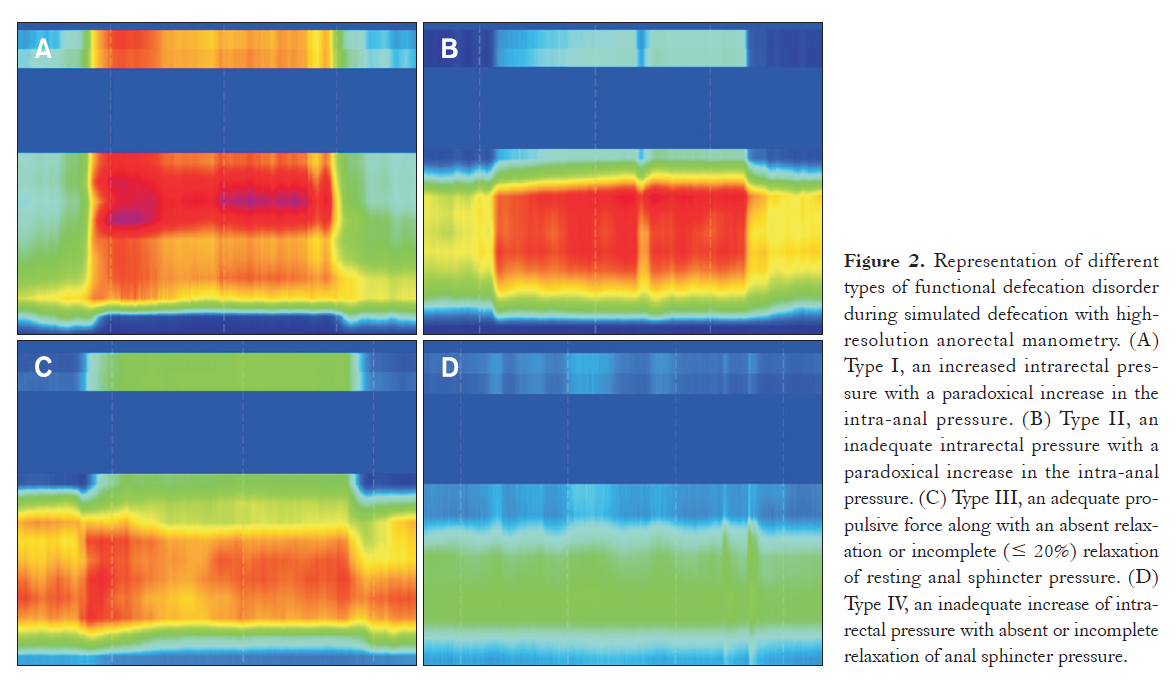 A
B
C
D
Figure 2. Representation of different
types of functional defecation disorder
during simulated defecation with high-
resolution anorectal manometry. (A)
Type I, an increased intrarectal pres-
sure with a paradoxical increase in the
intra-anal pressure. (B) Type II, an
inadequate intrarectal pressure with a
paradoxical increase in the intra-anal
pressure. (C) Type III, an adequate pro-
pulsive force along with an absent relax-
ation or incomplete (≤ 20%) relaxation
of resting anal sphincter pressure. (D)
Type IV, an inadequate increase of intra-
rectal pressure with absent or incomplete
relaxation of anal sphincter pressure.